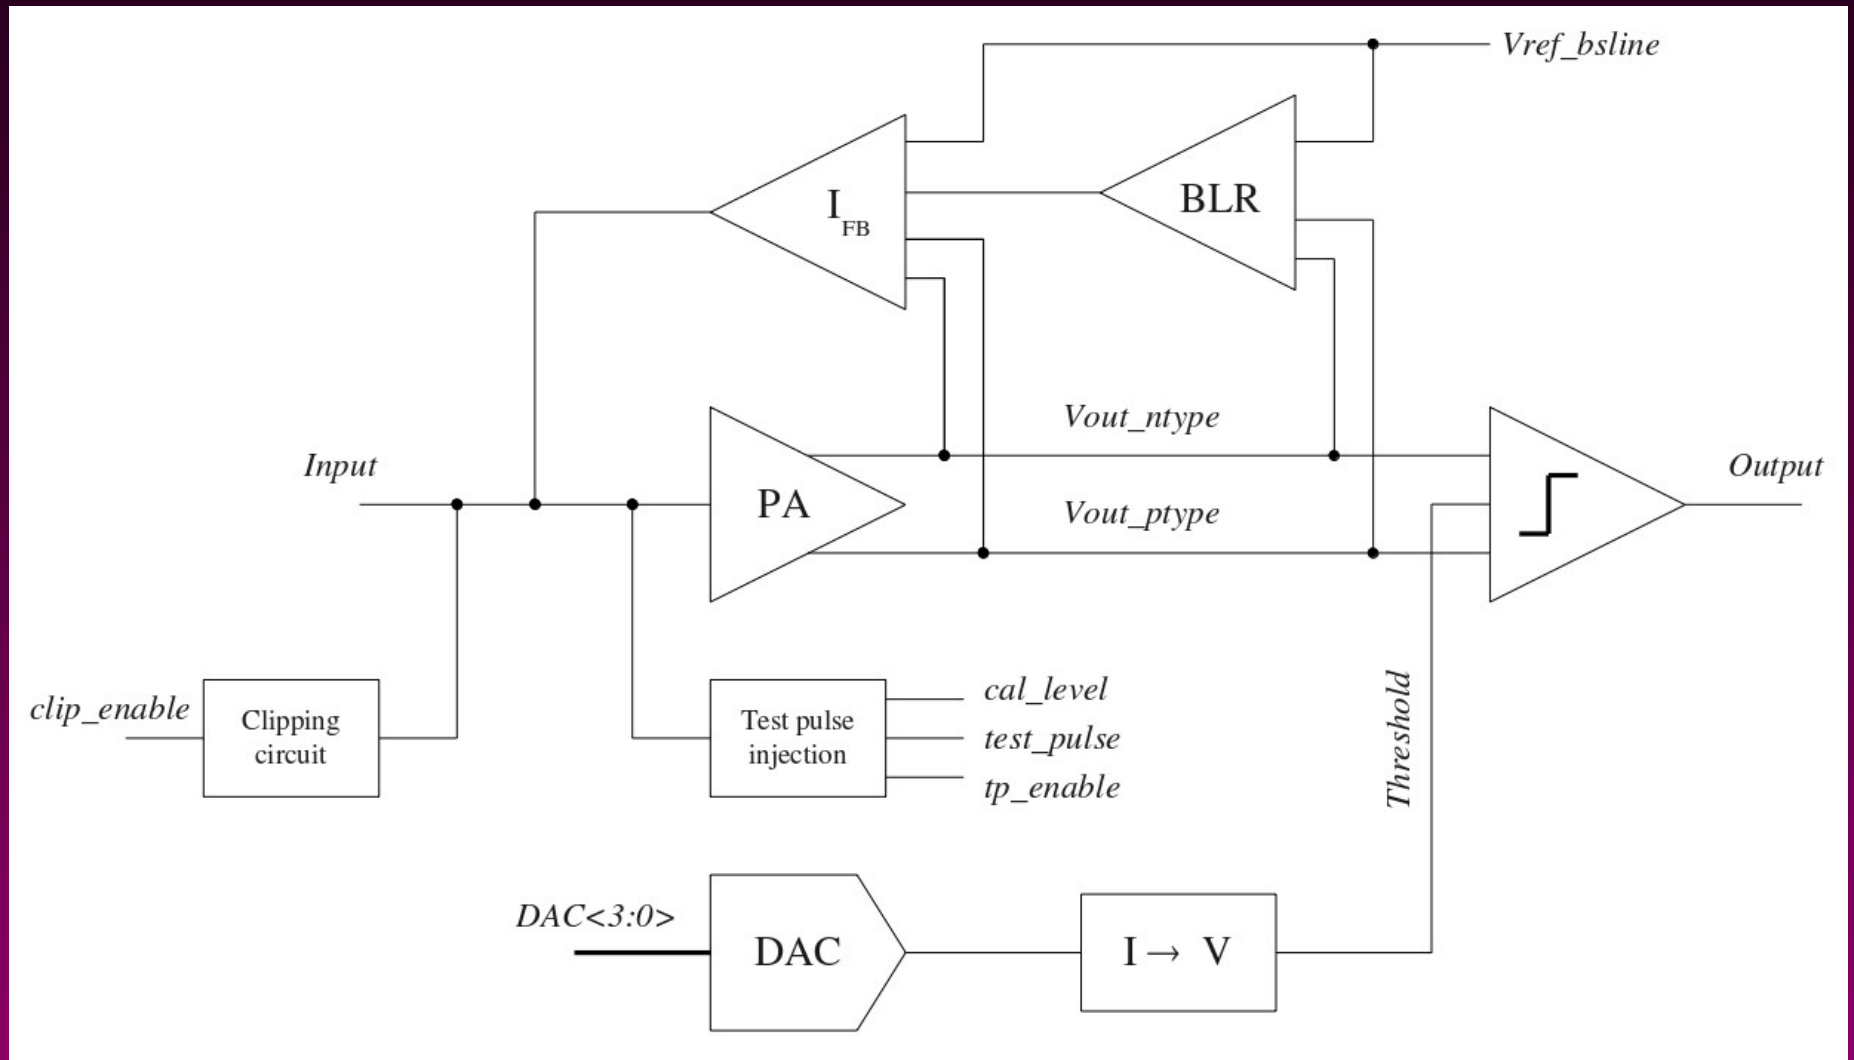 Vref_bsline
I FB
BLR
Vout_ntype
Input
Output
PA
Vout_ptype
clip_enable
Clipping
circuit
Test pulse
injection
cal_level
test_pulse
tp_enable
Threshold
DAC<3:0>
DAC
I → V